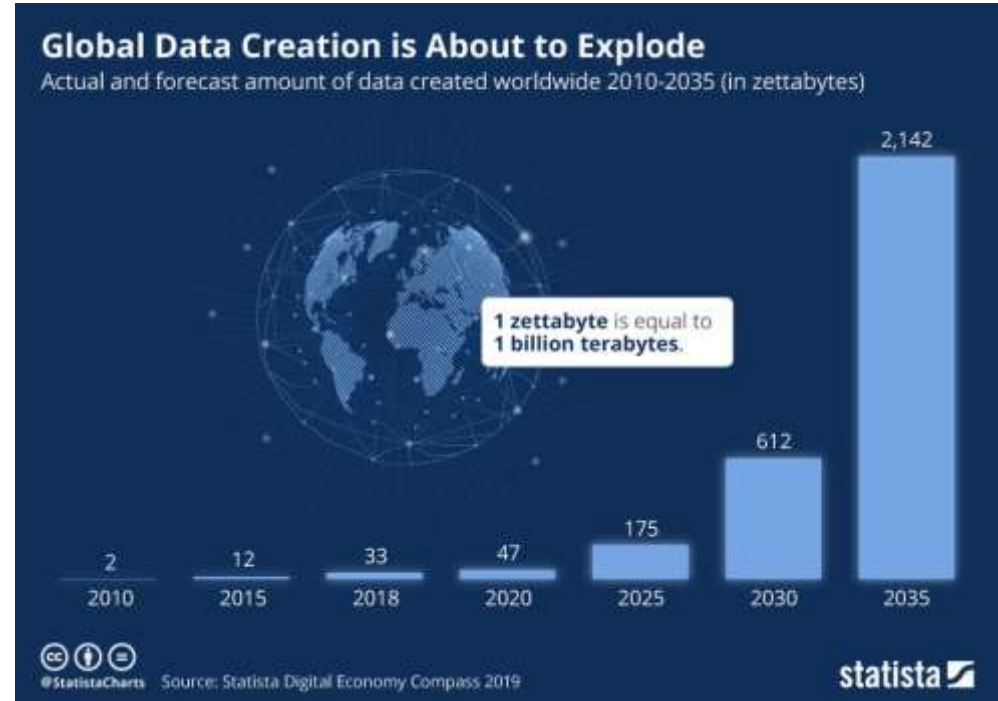 Global Data Creation is About to Explode
Actual and forecast amount of data created worldwide 2010-2035 (in zettabytes)
2,142
1 zettabyte is equal to
1 billion terabytes.
612
175
47
33
12
2
2010 2015 2018 2020 2025 2030 2035
cc
@StatistaCharts Source: Statista Digital Economy Compass 2019
statista